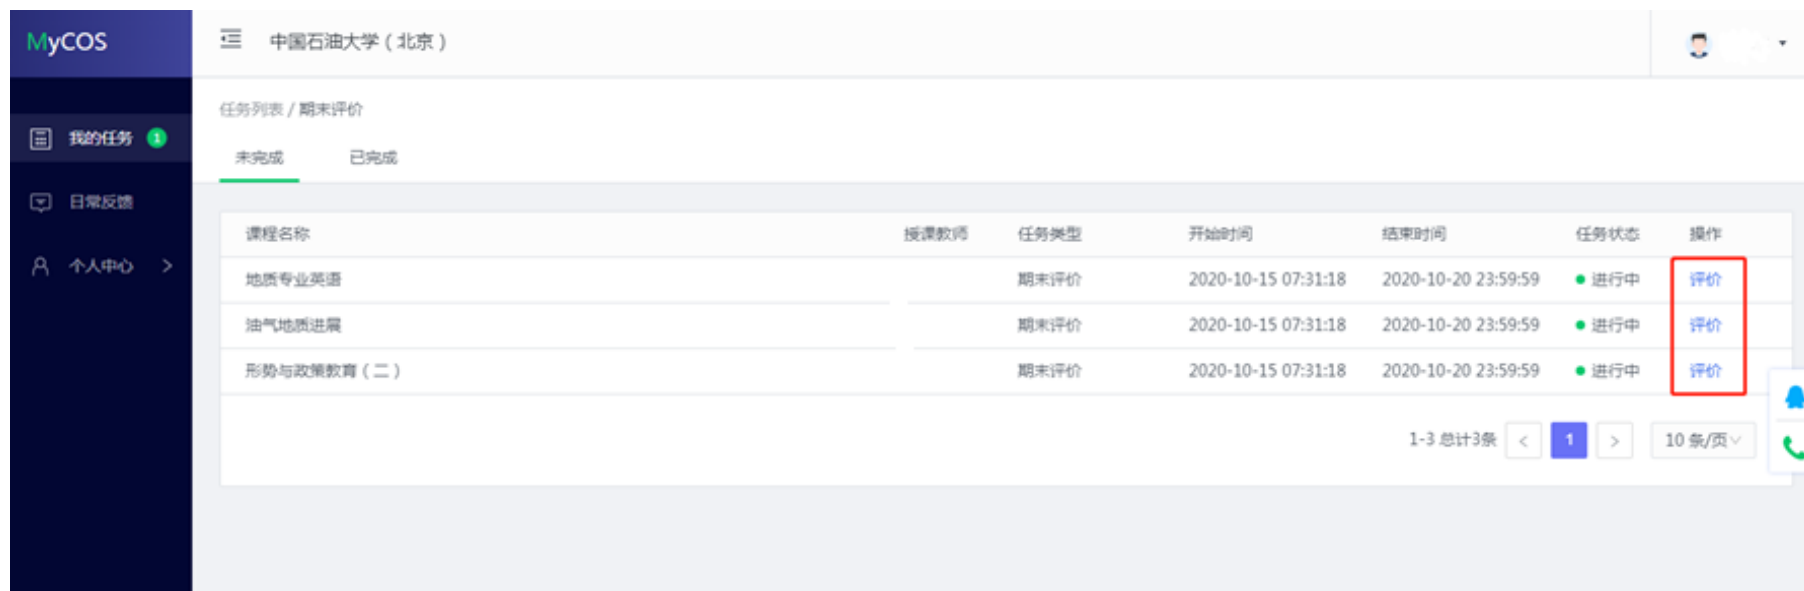 MyCOS
中国石油大学（北京）
任务列表 / 期末评价
我的任务 1
未完成 已完成
日常反馈
课程名称 授课教师 任务类型 开始时间 结束时间 任务状态 操作
个人中心
地质专业英语 期末评价 2020-10-15 07:31:18 2020-10-20 23:59:59 进行中 评价
油气地质进展 期末评价 2020-10-15 07:31:18 2020-10-20 23:59:59 进行中 评价
形势与政策教育（二） 期末评价 2020-10-15 07:31:18 2020-10-20 23:59:59 进行中 评价
1-3 总计3条 < 1 > 10 条/页